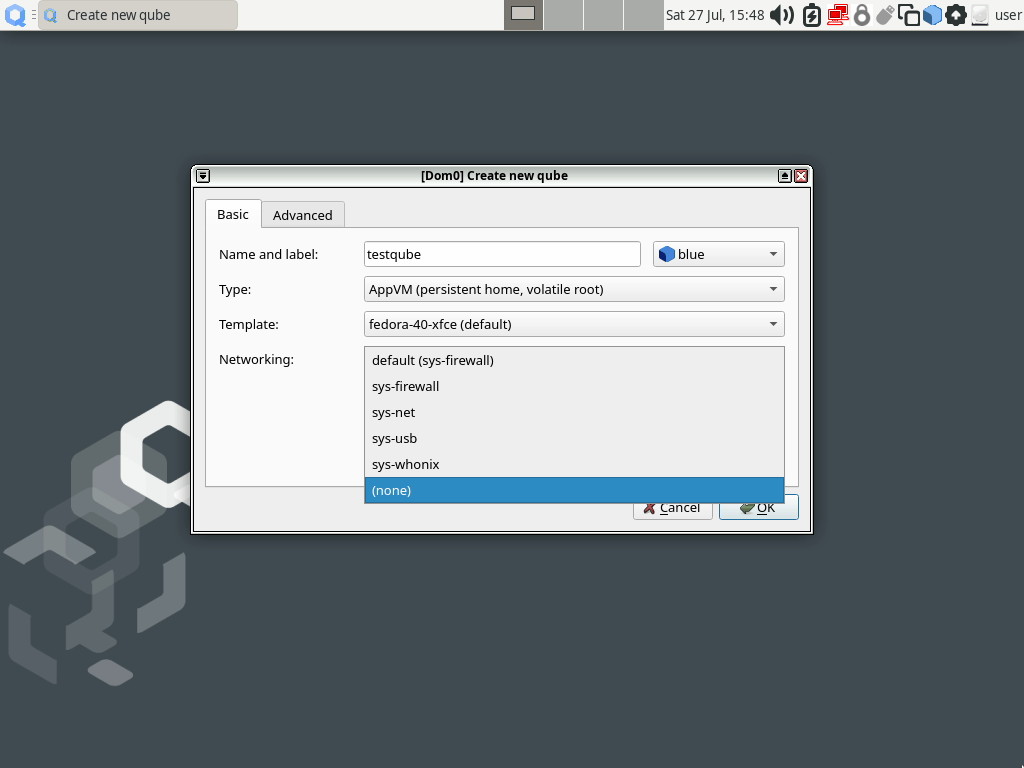 Create new qube
Sat 27 Jul, 15:48
user
[Dom0] Create new qube
Basic
Advanced
Name and label:
testqube
blue
Type:
AppVM (persistent home, volatile root)
Template:
fedora-40-xfce (default)
Networking:
default (sys-firewall)
sys-firewall
sys-net
sys-usb
sys-whonix
(none)
Cancel
OK